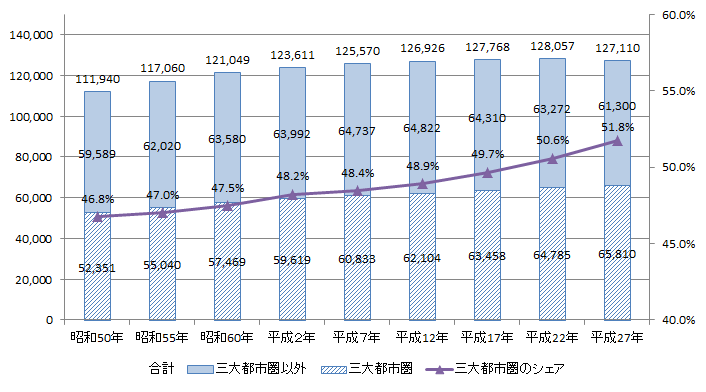 140,000
120,000
100,000
80,000
60,000
40,000
20,000
0
60.0%
55.0%
50.0%
45.0%
40.0%
111,940 117,060 121,049 123,611 125,570 126,926 127,768 128,057 127,110
59,589 62,020 63,580 63,992 64,737 64,822 64,310 63,272 61,300
46.8% 47.0% 47.5% 48.2% 48.4% 48.9% 49.7% 50.6% 51.8%
52,351 55,040 57,469 59,619 60,833 62,104 63,458 64,785 65,810
昭和50年 昭和55年 昭和60年 平成2年 平成7年 平成12年 平成17年 平成22年 平成27年
合計 三大都市圏以外 三大都市圏 三大都市圏のシェア